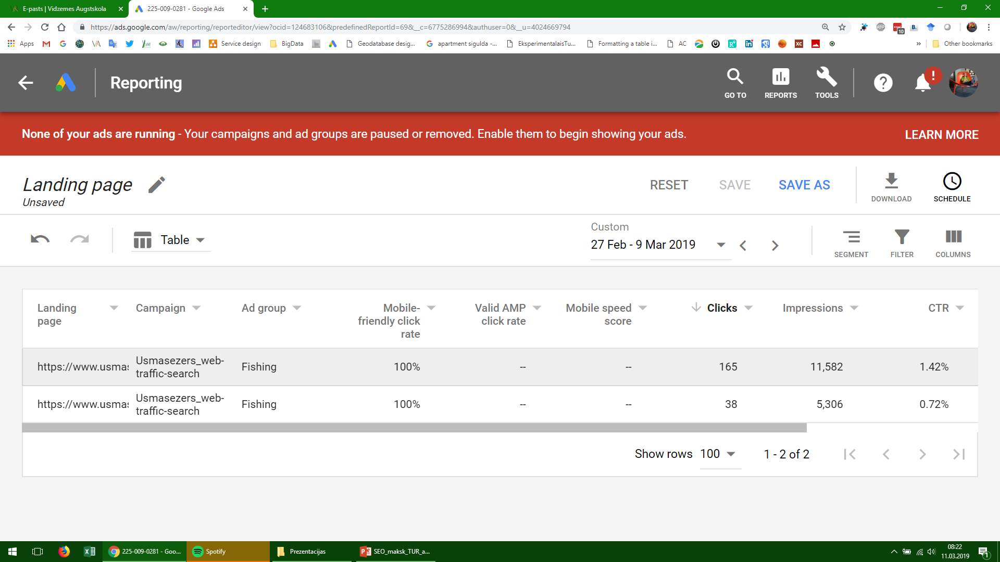 E-pasts | Vidzemes Augstskola
225-009-0281 - Google Ads
https://ads.google.com/aw/reporting/reporteditor/view?ocid=124683106&predefinedReportId=69&__c=6775286994&authuser=0&__u=4024669794
ABP
10
B.
Apps
Service design
BigData
Geodatabase desig...
apartment sigulda -...
EksperimentalaisTu...
Formatting a table i...
AC
XC
»
Other bookmarks
Reporting
GO TO
REPORTS
TOOLS
None of your ads are running - Your campaigns and ad groups are paused or removed. Enable them to begin showing your ads.
LEARN MORE
Landing page
Unsaved
RESET
SAVE
SAVE AS
DOWNLOAD
SCHEDULE
Table
Custom
27 Feb - 9 Mar 2019
SEGMENT
FILTER
COLUMNS
Landing page
Campaign
Ad group
Mobile-friendly click rate
Valid AMP click rate
Mobile speed score
Clicks
Impressions
CTR
https://www.usmas
Usmasezers_web-traffic-search
Fishing
100%
--
--
165
11,582
1.42%
https://www.usmas
Usmasezers_web-traffic-search
Fishing
100%
--
--
38
5,306
0.72%
Show rows
100
1 - 2 of 2
225-009-0281 - Goo...
Spotify
Prezentacijas
SEO_maksk_TUR_a...
08:22
11.03.2019
1